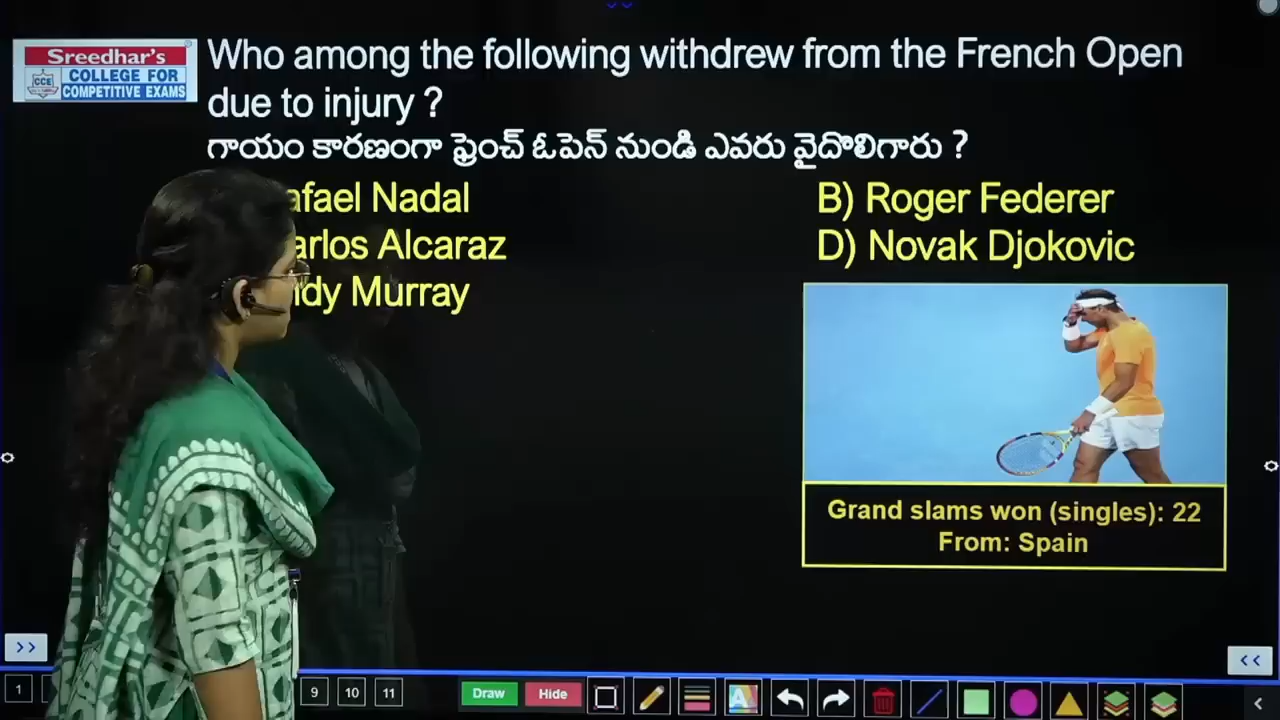 Sreedhar's
CCE
COLLEGE FOR
COMPETITIVE EXAMS
Who among the following withdrew from the French Open
due to injury ?
గాయం కారణంగా ఫ్రెంచ్ ఓపెన్ నుండి ఎవరు వైదొలిగారు ?
afael Nadal
B) Roger Federer
arlos Alcaraz
D) Novak Djokovic
ndy Murray
Grand slams won (singles): 22
From: Spain
>>
<<
1
9
10
11
Draw
Hide
A
<